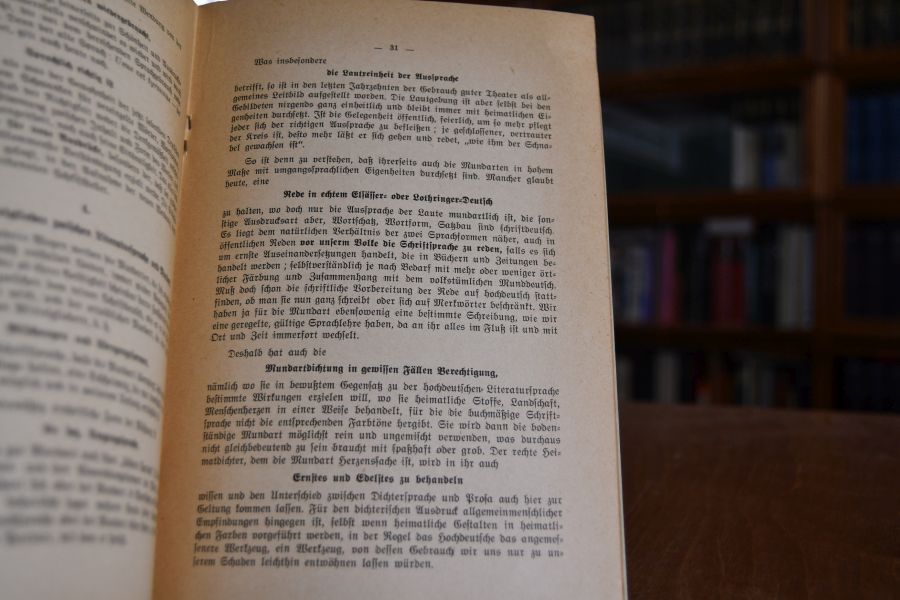 — 31 —
Was insbesondere
die Lautreinheit der Aussprache
betrifft, so ist in den letzten Jahrzehnten der Gebrauch guter Theater als all-
gemeines Leitbild aufgestellt worden. Die Lautgebung ist aber selbst bei den
Gebildeten nirgends ganz einheitlich und bleibt immer mit heimatlichen Ei-
genheiten durchsetzt. Ist die Gelegenheit öffentlich, feierlich, um so mehr pflegt
jeder sich der richtigen Aussprache zu befleißen; je geschlossener, vertrauter
der Kreis ist, desto mehr läßt er sich gehen und redet, „wie ihm der Schna-
bel gewachsen ist“.
So ist denn zu verstehen, daß ihrerseits auch die Mundarten in hohem
Maße mit umgangssprachlichen Eigenheiten durchsetzt sind. Mancher glaubt
heute, eine
Rede in echtem Elsässer- oder Lothringer-Deutsch
zu halten, wo doch nur die Aussprache der Laute mundartlich ist, die son-
stige Ausdrucksart aber, Wortschatz, Wortform, Satzbau sind schriftdeutsch.
Es liegt dem natürlichen Verhältnis der zwei Sprachformen näher, auch in
öffentlichen Reden vor unserm Volke die Schriftsprache zu reden, falls es sich
um ernste Auseinandersetzungen handelt, die in Büchern und Zeitungen be-
handelt werden; selbstverständlich je nach Bedarf mit mehr oder weniger ört-
licher Färbung und Zusammenhang mit dem volkstümlichen Munddeutsch.
Muß doch schon die schriftliche Vorbereitung der Rede auf hochdeutsch statt-
finden, ob man sie nun ganz schreibt oder sich auf Merkwörter beschränkt. Wir
haben ja für die Mundart ebensowenig eine bestimmte Schreibung, wie wir
eine geregelte, gültige Sprachlehre haben, da an ihr alles im Fluß ist und mit
Ort und Zeit immerfort wechselt.
Deshalb hat auch die
Mundartdichtung in gewissen Fällen Berechtigung,
nämlich wo sie in bewußtem Gegensatz zu der hochdeutschen Literatursprache
bestimmte Wirkungen erzielen will, wo sie heimatliche Stoffe, Landschaft,
Menschenherzen in einer Weise behandelt, für die die buchmäßige Schrift-
sprache nicht die entsprechenden Farbtöne hergibt. Sie wird dann die boden-
ständige Mundart möglichst rein und ungemischt verwenden, was durchaus
nicht gleichbedeutend zu sein braucht mit spaßhaft oder grob. Der rechte Hei-
matdichter, dem die Mundart Herzenssache ist, wird in ihr auch
Ernstes und Edelstes zu behandeln
wissen und den Unterschied zwischen Dichtersprache und Prosa auch hier zur
Geltung kommen lassen. Für den dichterischen Ausdruck allgemeinmenschlicher
Empfindungen hingegen ist, selbst wenn heimatliche Gestalten in heimatli-
chen Farben vorgeführt werden, in der Regel das Hochdeutsche das angemes-
senere Werkzeug, ein Werkzeug, von dessen Gebrauch wir uns nur zu un-
serm Schaden leichthin entwöhnen lassen würden.